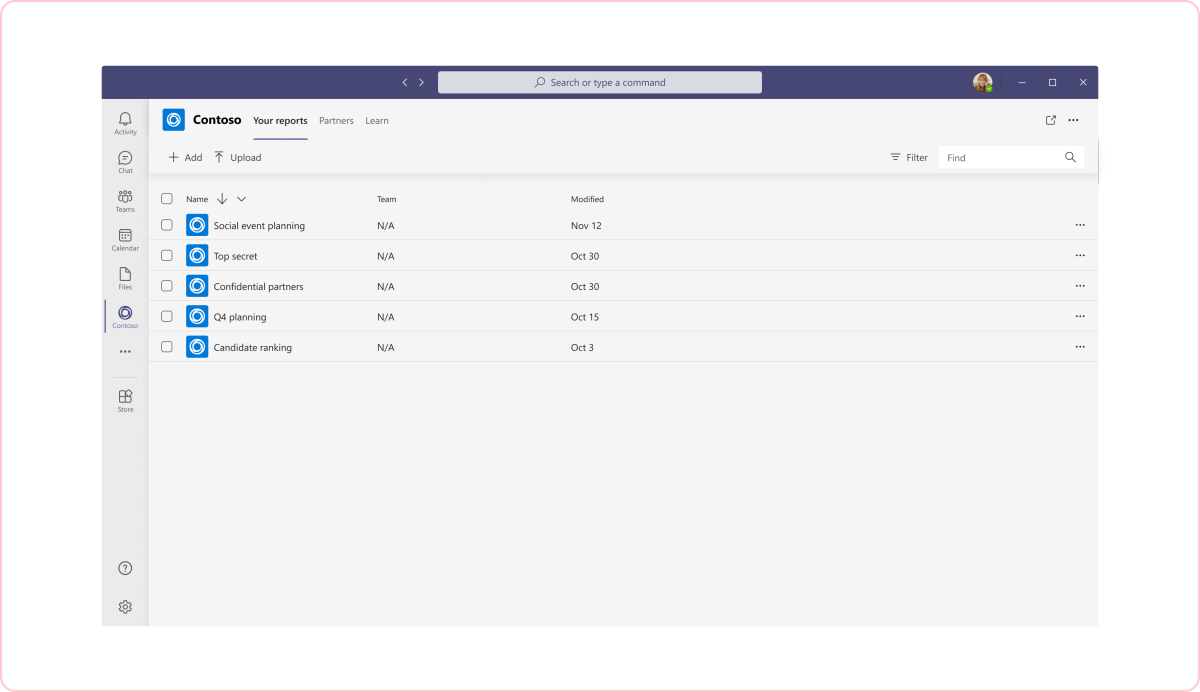 Search or type a command
Activity
Chat
Teams
Calendar
Files
Contoso
Store
Contoso Your reports Partners Learn
Add Upload Filter Find
Name Team Modified
Social event planning N/A Nov 12
Top secret N/A Oct 30
Confidential partners N/A Oct 30
Q4 planning N/A Oct 15
Candidate ranking N/A Oct 3